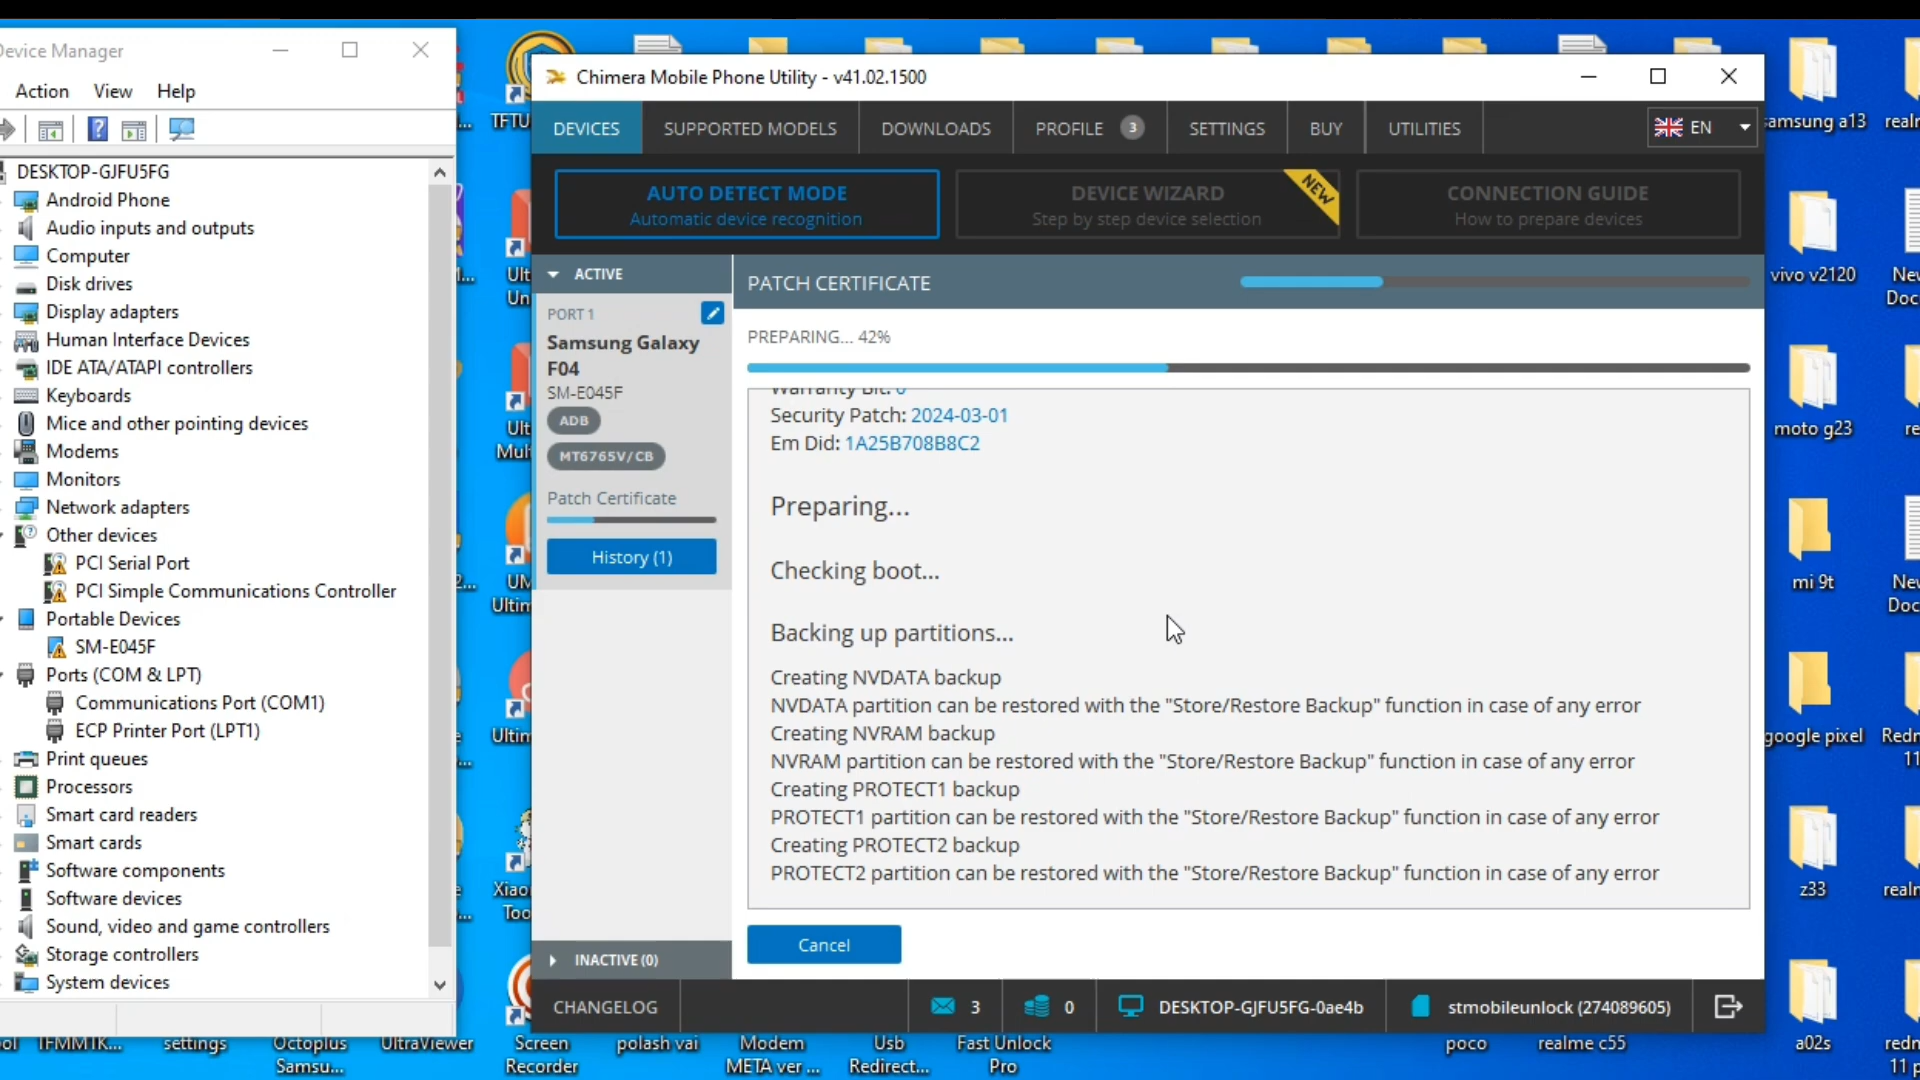 Device Manager
Action View Help
DESKTOP-GJFU5FG
Android Phone
Audio inputs and outputs
Computer
Disk drives
Display adapters
Human Interface Devices
IDE ATA/ATAPI controllers
Keyboards
Mice and other pointing devices
Modems
Monitors
Network adapters
Other devices
PCI Serial Port
PCI Simple Communications Controller
Portable Devices
SM-E045F
Ports (COM & LPT)
Communications Port (COM1)
ECP Printer Port (LPT1)
Print queues
Processors
Smart card readers
Smart cards
Software components
Software devices
Sound, video and game controllers
Storage controllers
System devices
Chimera Mobile Phone Utility - v41.02.1500
DEVICES SUPPORTED MODELS DOWNLOADS PROFILE 3 SETTINGS BUY UTILITIES EN
AUTO DETECT MODE
Automatic device recognition
DEVICE WIZARD
Step by step device selection
NEW
CONNECTION GUIDE
How to prepare devices
ACTIVE
PORT 1
Samsung Galaxy
F04
SM-E045F
ADB
MT6765V/CB
Patch Certificate
History (1)
INACTIVE (0)
PATCH CERTIFICATE
PREPARING... 42%
Warranty Bit: 0
Security Patch: 2024-03-01
Em Did: 1A25B708B8C2
Preparing...
Checking boot...
Backing up partitions...
Creating NVDATA backup
NVDATA partition can be restored with the "Store/Restore Backup" function in case of any error
Creating NVRAM backup
NVRAM partition can be restored with the "Store/Restore Backup" function in case of any error
Creating PROTECT1 backup
PROTECT1 partition can be restored with the "Store/Restore Backup" function in case of any error
Creating PROTECT2 backup
PROTECT2 partition can be restored with the "Store/Restore Backup" function in case of any error
Cancel
CHANGELOG 3 0 DESKTOP-GJFU5FG-0ae4b stmobileunlock (274089605)
samsung a13
vivo v2120
moto g23
mi 9t
google pixel
z33
a02s
settings
Octoplus
Samsu...
UltraViewer
Screen
Recorder
polash vai
Modem
META ver ...
Usb
Redirect...
Fast Unlock
Pro
poco
realme c55